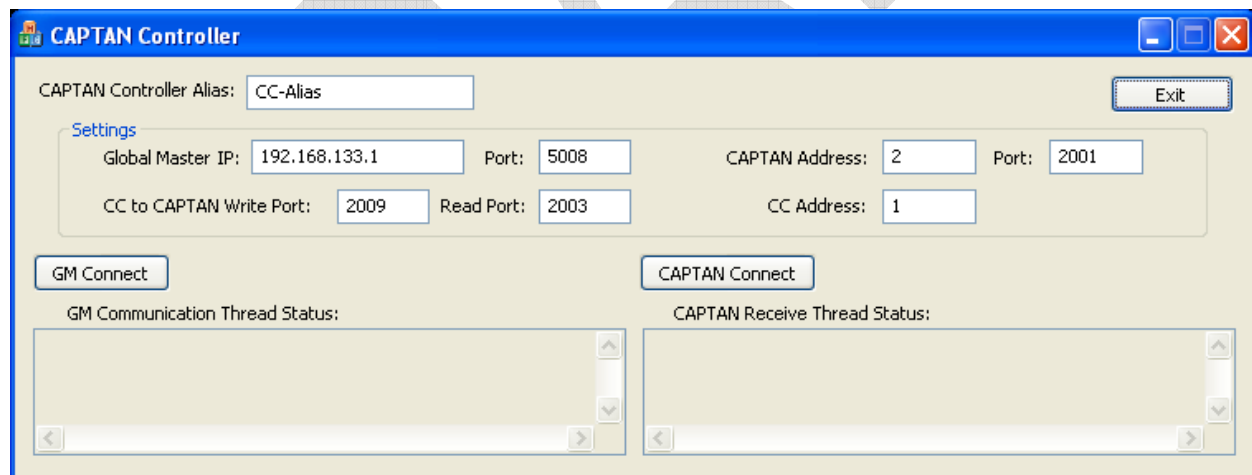 CAPTAN Controller
CAPTAN Controller Alias: CC-Alias Exit
Settings
Global Master IP: 192.168.133.1 Port: 5008 CAPTAN Address: 2 Port: 2001
CC to CAPTAN Write Port: 2009 Read Port: 2003 CC Address: 1
GM Connect CAPTAN Connect
GM Communication Thread Status: CAPTAN Receive Thread Status: